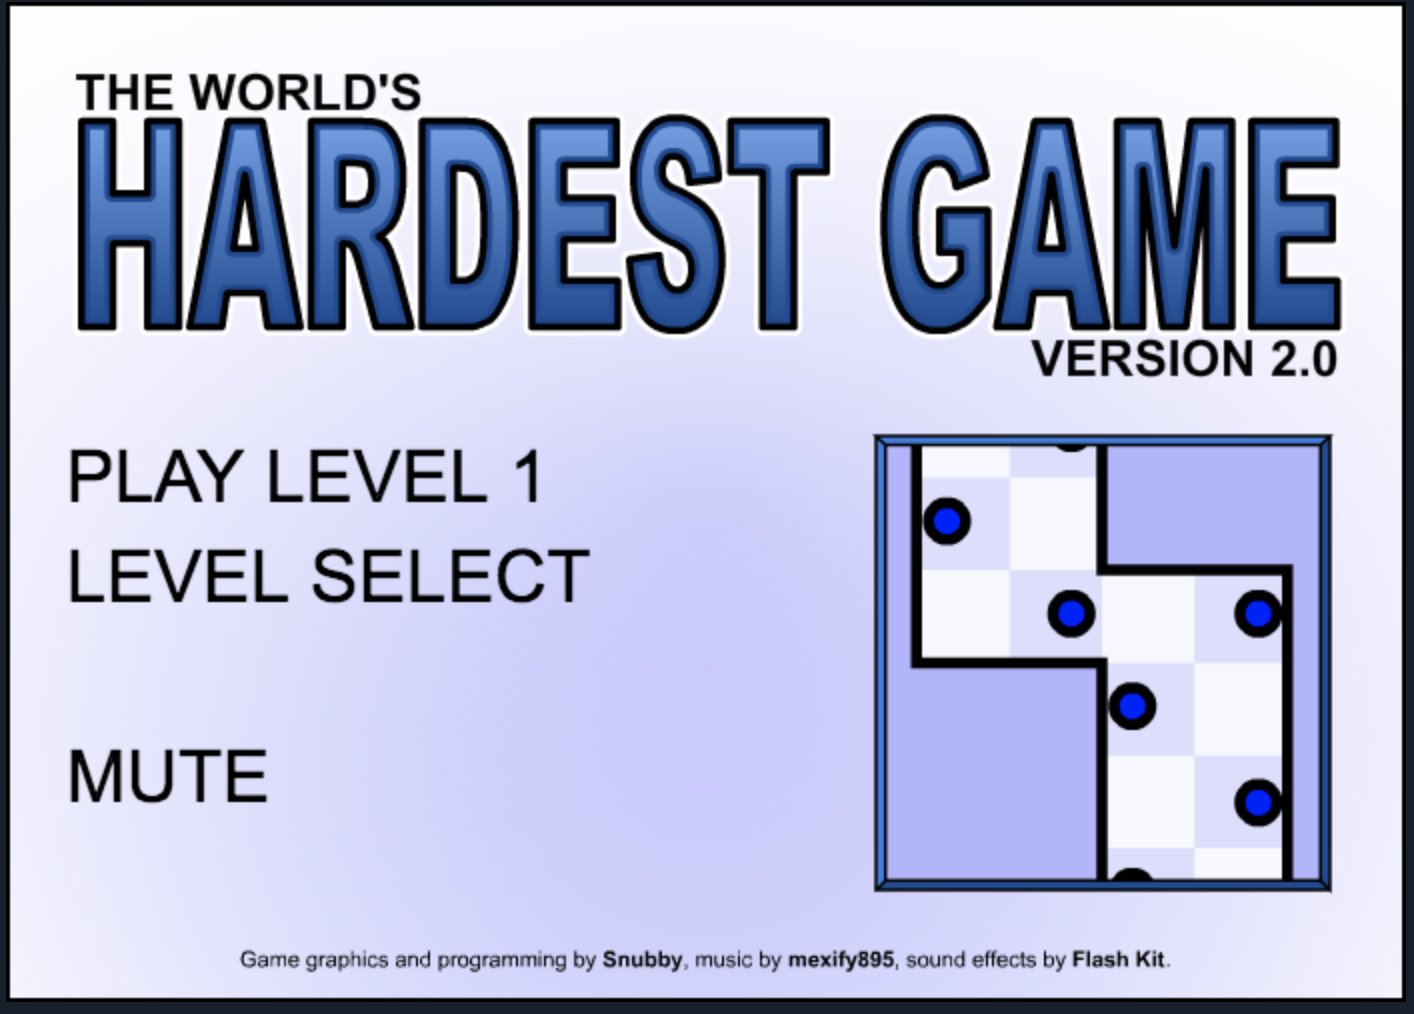 THE WORLD'S
HARDEST GAME
VERSION 2.0
PLAY LEVEL 1
LEVEL SELECT
MUTE
Game graphics and programming by Snubby, music by mexify895, sound effects by Flash Kit.